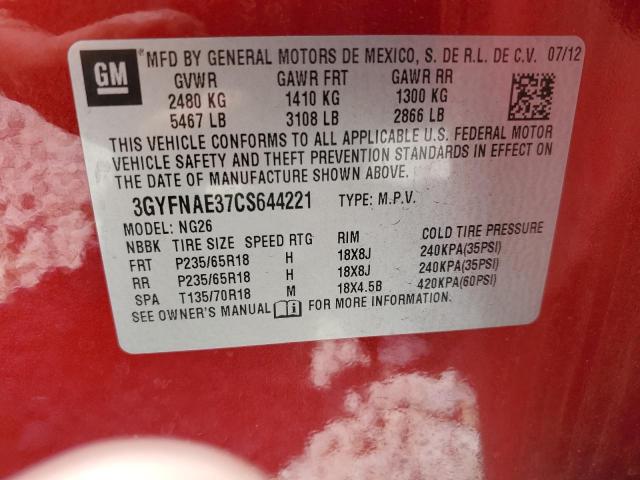 GM
MFD BY GENERAL MOTORS DE MEXICO, S. DE R.L. DE C.V. 07/12
GVWR GAWR FRT GAWR RR
2480 KG 1410 KG 1300 KG
5467 LB 3108 LB 2866 LB
THIS VEHICLE CONFORMS TO ALL APPLICABLE U.S. FEDERAL MOTOR
VEHICLE SAFETY AND THEFT PREVENTION STANDARDS IN EFFECT ON
THE DATE OF MANUFACTURE SHOWN ABOVE.
3GYFNAE37CS644221 TYPE: M.P.V.
MODEL: NG26
NBBK TIRE SIZE SPEED RTG RIM COLD TIRE PRESSURE
FRT P235/65R18 H 18X8J 240KPA(35PSI)
RR P235/65R18 H 18X8J 240KPA(35PSI)
SPA T135/70R18 M 18X4.5B 420KPA(60PSI)
SEE OWNER'S MANUAL i FOR MORE INFORMATION.